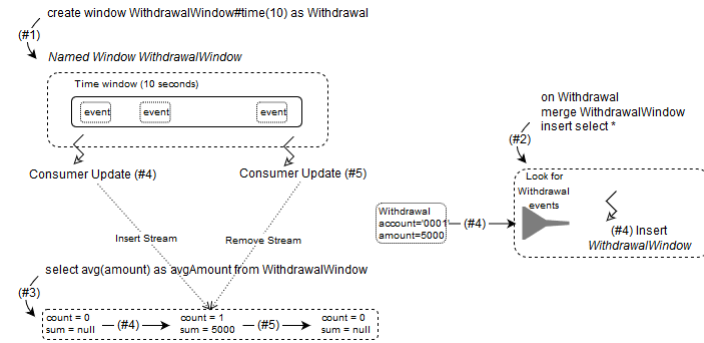 create window WithdrawalWindow#time(10) as Withdrawal
(#1)
Named Window WithdrawalWindow
Time window (10 seconds)
event
event
event
Consumer Update (#4)
Consumer Update (#5)
Insert Stream
Remove Stream
on Withdrawal
merge WithdrawalWindow
insert select *
(#2)
Look for
Withdrawal
events
Withdrawal
account='0001'
amount=5000
(#4)
(#4) Insert
WithdrawalWindow
select avg(amount) as avgAmount from WithdrawalWindow
(#3)
count = 0
sum = null
(#4)
count = 1
sum = 5000
(#5)
count = 0
sum = null